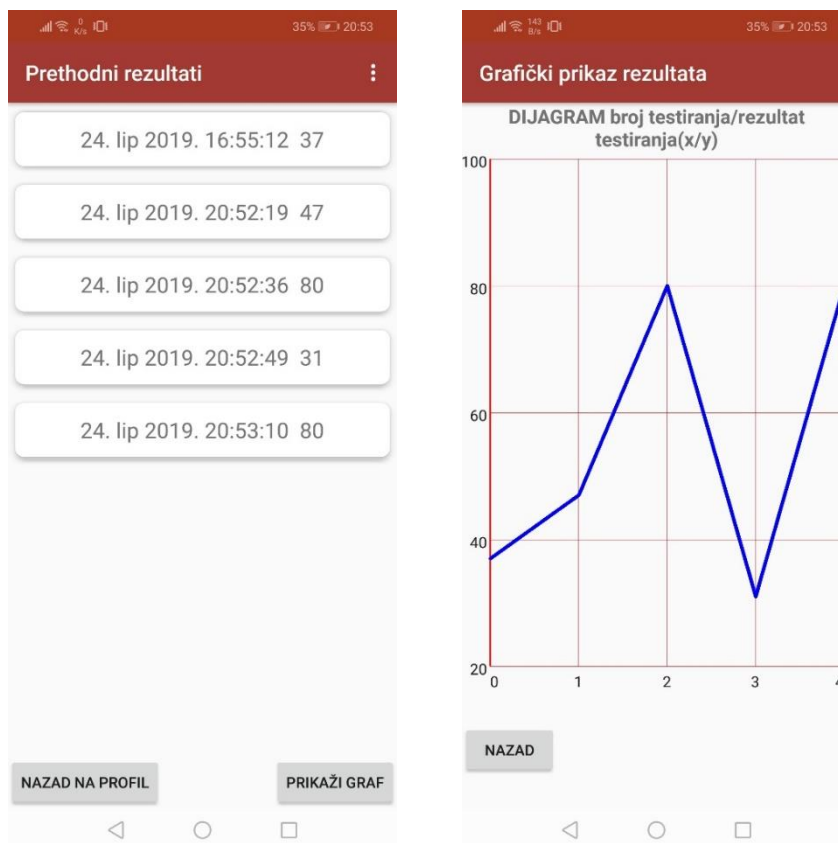 0 K/s 35% 20:53
Prethodni rezultati
24. lip 2019. 16:55:12 37
24. lip 2019. 20:52:19 47
24. lip 2019. 20:52:36 80
24. lip 2019. 20:52:49 31
24. lip 2019. 20:53:10 80
NAZAD NA PROFIL PRIKAŽI GRAF
143 B/s 35% 20:53
Grafički prikaz rezultata
DIJAGRAM broj testiranja/rezultat
testiranja(x/y)
100
80
60
40
20
0 1 2 3 4
NAZAD